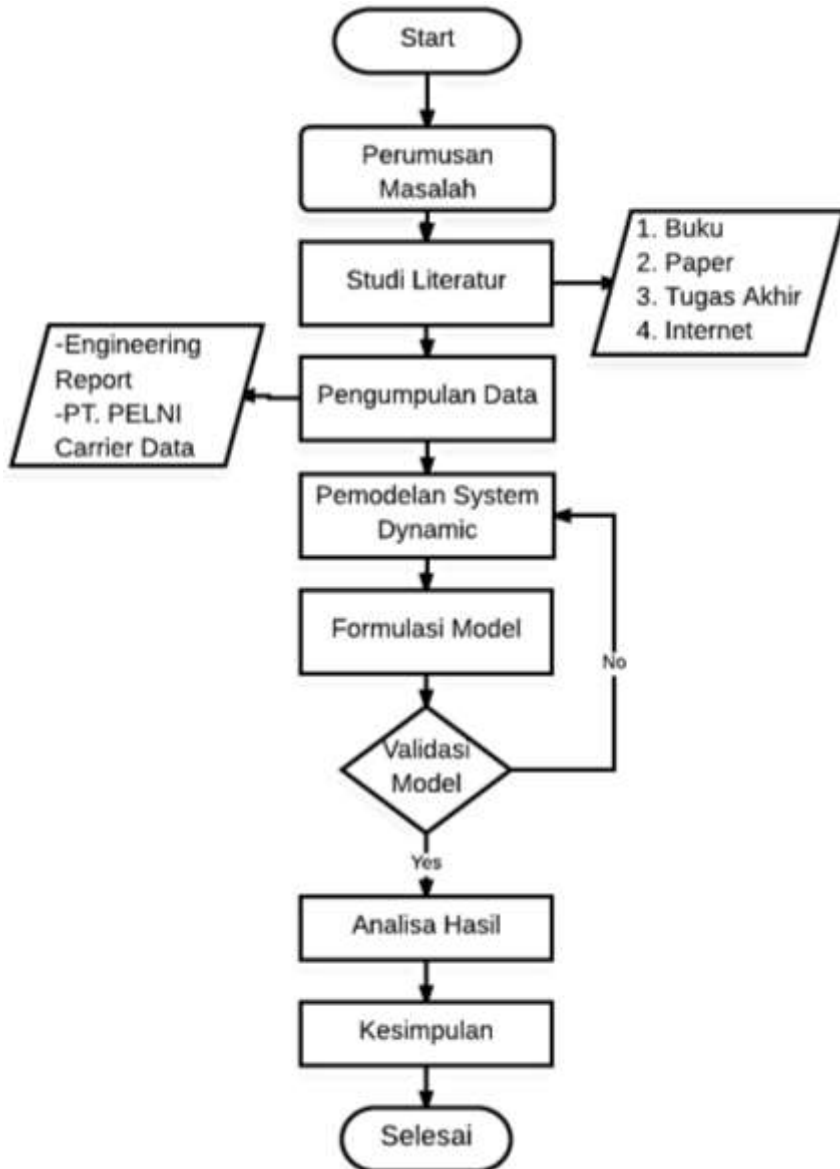 Start
Perumusan
Masalah
Studi Literatur
1. Buku
2. Paper
3. Tugas Akhir
4. Internet
Pengumpulan Data
-Engineering
Report
-PT. PELNI
Carrier Data
Pemodelan System
Dynamic
Formulasi Model
No
Validasi
Model
Yes
Analisa Hasil
Kesimpulan
Selesai